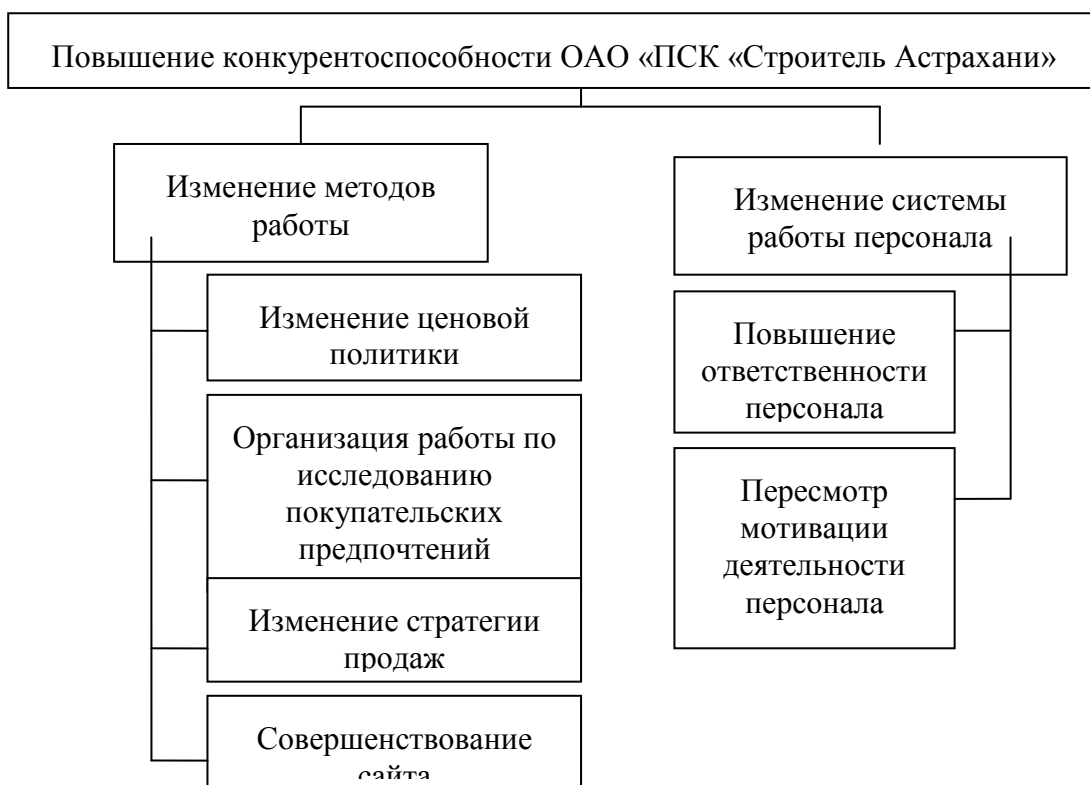 Повышение конкурентоспособности ОАО «ПСК «Строитель Астрахани»
Изменение методов
работы
Изменение ценовой
политики
Организация работы по
исследованию
покупательских
предпочтений
Изменение стратегии
продаж
Совершенствование
сайта
Изменение системы
работы персонала
Повышение
ответственности
персонала
Пересмотр
мотивации
деятельности
персонала